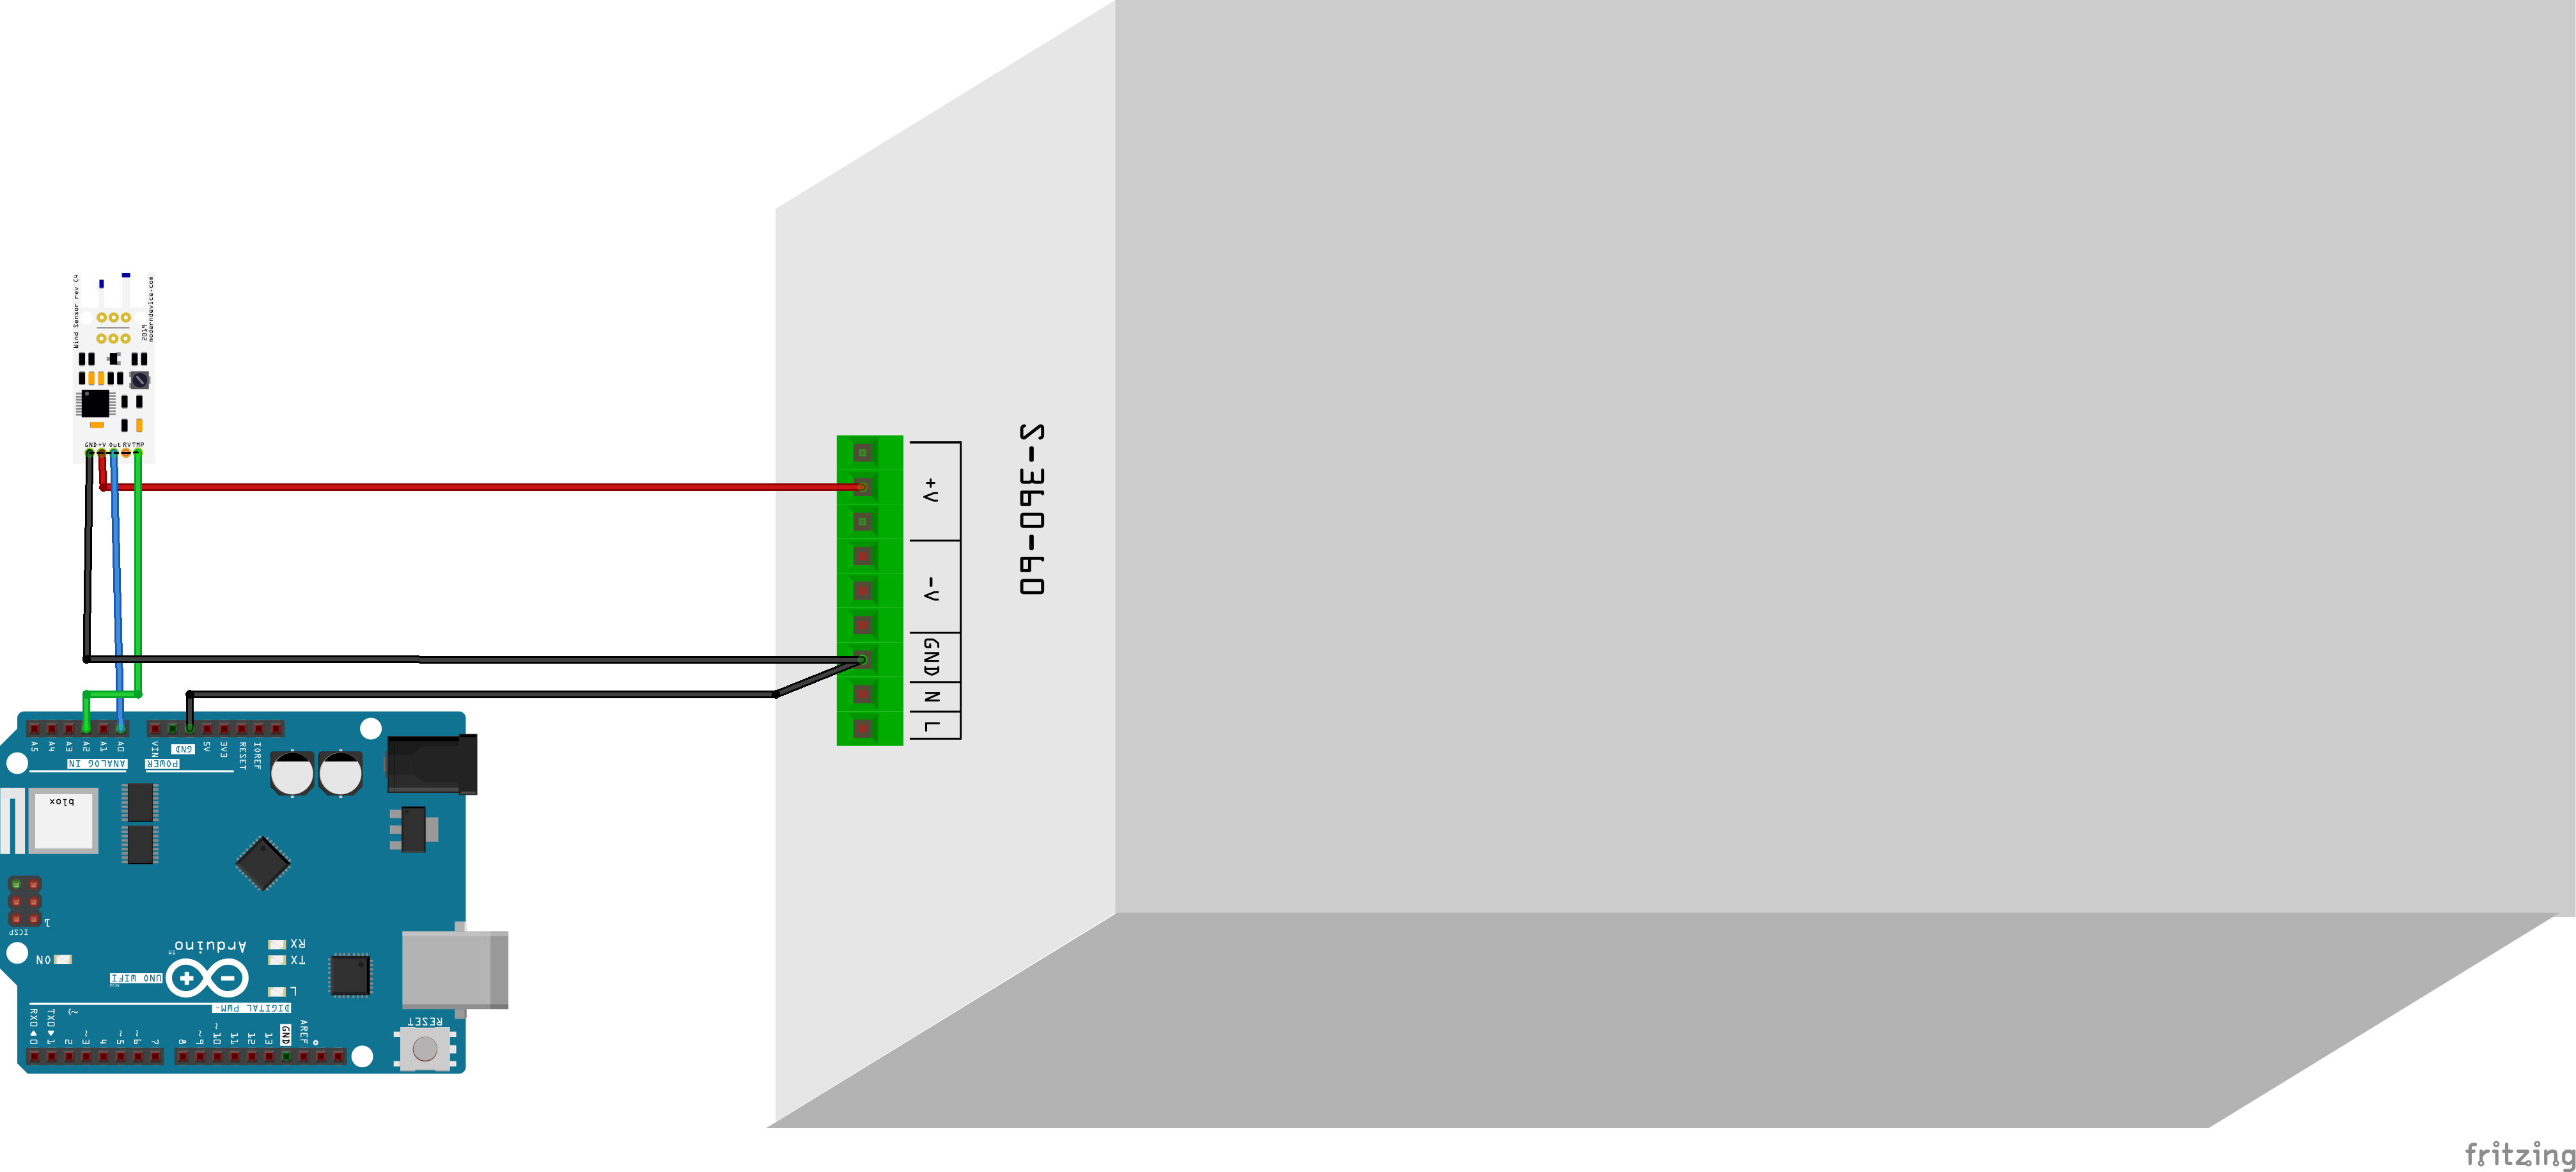 Wind Sensor rev C4
2014
moderndevice.com
GND +V Out RV TMP
+V
-V
GND
N
L
S-360-60
A5
A4
A3
A2
A1
A0
ANALOG IN
VIN
GND
5V
3V3
RESET
IOREF
POWER
blox
ICSP
1
ON
Arduino
TM
UNO WIFI
RX
TX
L
DIGITAL PWM~
RX0◄0
TX0►1
2
~3
4
~5
~6
7
8
~9
~10
11
12
13
GND
AREF
RESET
fritzing